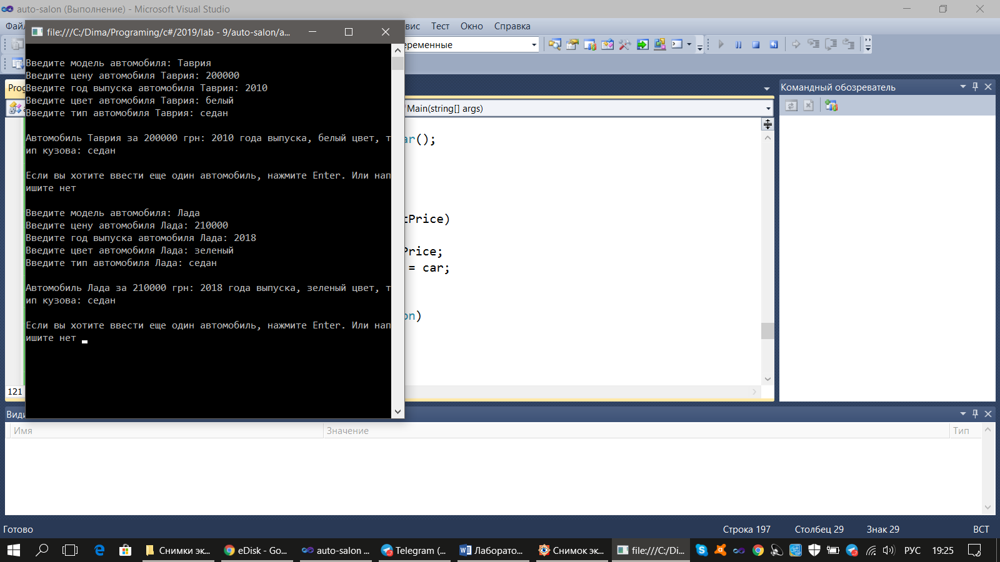 auto-salon (Выполнение) - Microsoft Visual Studio
file:///C:/Dima/Programing/c#/2019/lab - 9/auto-salon/a...
Тест Окно Справка
Введите модель автомобиля: Таврия
Введите цену автомобиля Таврия: 200000
Введите год выпуска автомобиля Таврия: 2010
Введите цвет автомобиля Таврия: белый
Введите тип автомобиля Таврия: седан
Автомобиль Таврия за 200000 грн: 2010 года выпуска, белый цвет, т
ип кузова: седан
Если вы хотите ввести еще один автомобиль, нажмите Enter. Или нап
ишите нет
Введите модель автомобиля: Лада
Введите цену автомобиля Лада: 210000
Введите год выпуска автомобиля Лада: 2018
Введите цвет автомобиля Лада: зеленый
Введите тип автомобиля Лада: седан
Автомобиль Лада за 210000 грн: 2018 года выпуска, зеленый цвет, т
ип кузова: седан
Если вы хотите ввести еще один автомобиль, нажмите Enter. Или нап
ишите нет
еременные
Main(string[] args)
ar();
tPrice)
Price;
= car;
on)
121
Командный обозреватель
Имя Значение Тип
Готово Строка 197 Столбец 29 Знак 29 ВСТ
Снимки эк... eDisk - Go... auto-salon ... Telegram (... Лаборато... Снимок эк... file:///C:/Di... РУС 19:25